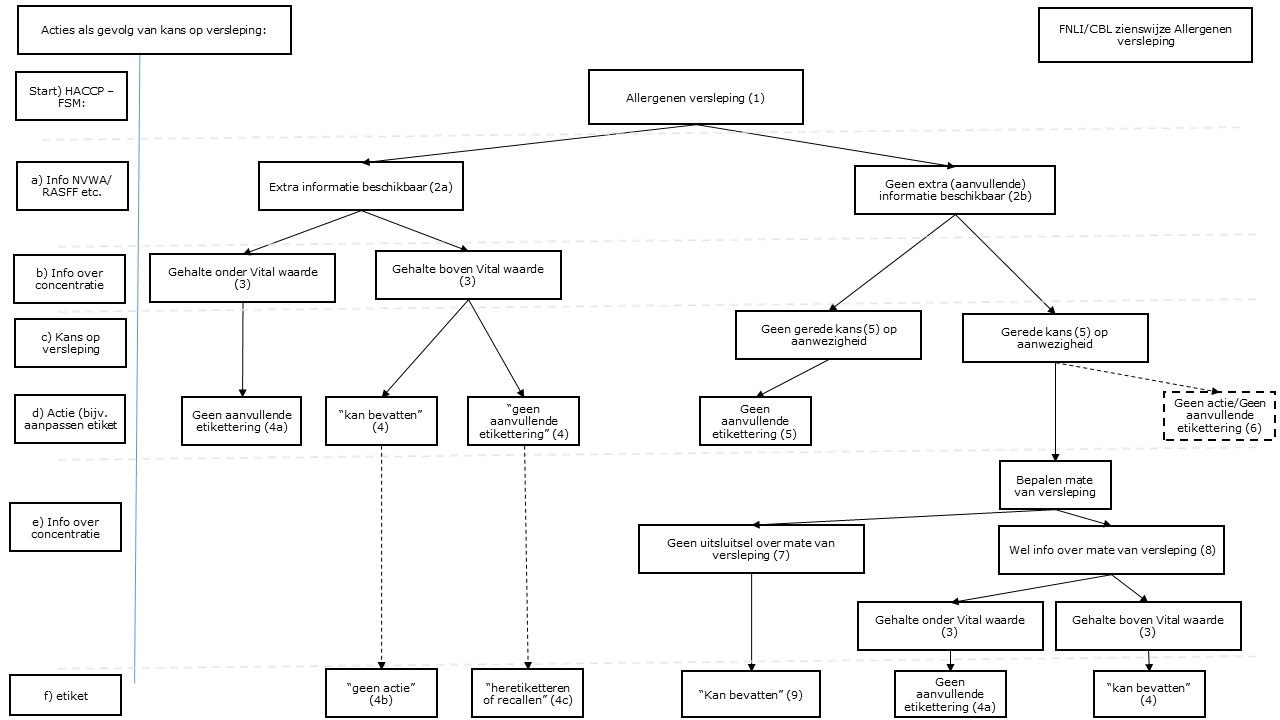 Acties als gevolg van kans op versleping:
FNLI/CBL zienswijze Allergenen
versleping
Start) HACCP –
FSM:
Allergenen versleping (1)
a) Info NVWA/
RASFF etc.
Extra informatie beschikbaar (2a)
Geen extra (aanvullende)
informatie beschikbaar (2b)
b) Info over
concentratie
Gehalte onder Vital waarde
(3)
Gehalte boven Vital waarde
(3)
c) Kans op
versleping
Geen gerede kans (5) op
aanwezigheid
Gerede kans (5) op
aanwezigheid
d) Actie (bijv.
aanpassen etiket
Geen aanvullende
etikettering (4a)
“kan bevatten”
(4)
“geen
aanvullende
etikettering” (4)
Geen
aanvullende
etikettering (5)
Geen actie/Geen
aanvullende
etikettering (6)
Bepalen mate
van versleping
e) Info over
concentratie
Geen uitsluitsel over mate van
versleping (7)
Wel info over mate van versleping (8)
Gehalte onder Vital waarde
(3)
Gehalte boven Vital waarde
(3)
f) etiket
“geen actie”
(4b)
“heretiketteren
of recallen” (4c)
“Kan bevatten” (9)
Geen
aanvullende
etikettering (4a)
“kan bevatten”
(4)